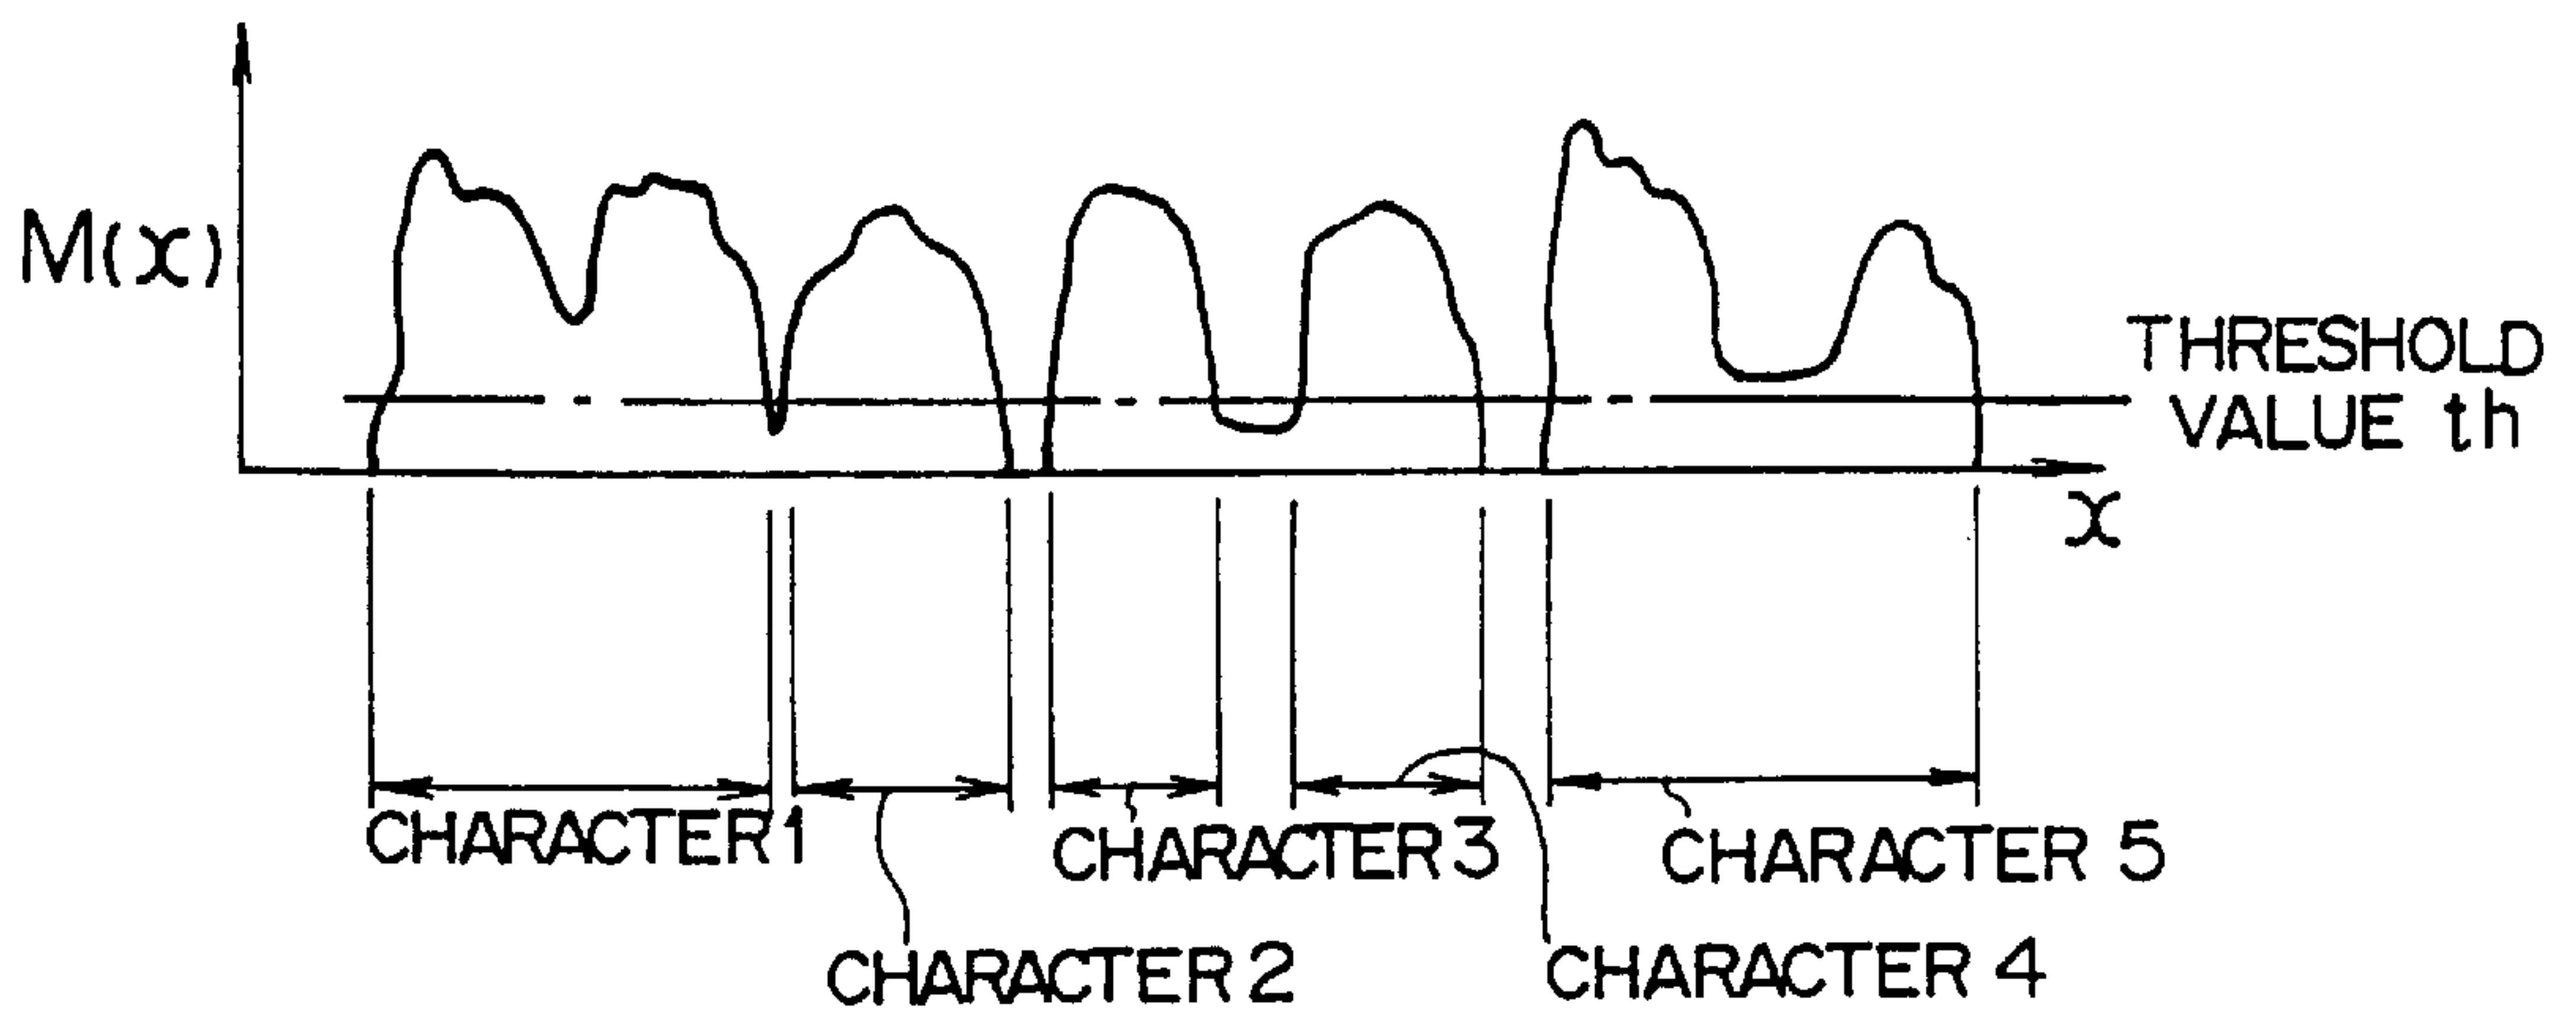 M(x)
THRESHOLD
VALUE th
x
CHARACTER 1
CHARACTER 3
CHARACTER 5
CHARACTER 2
CHARACTER 4